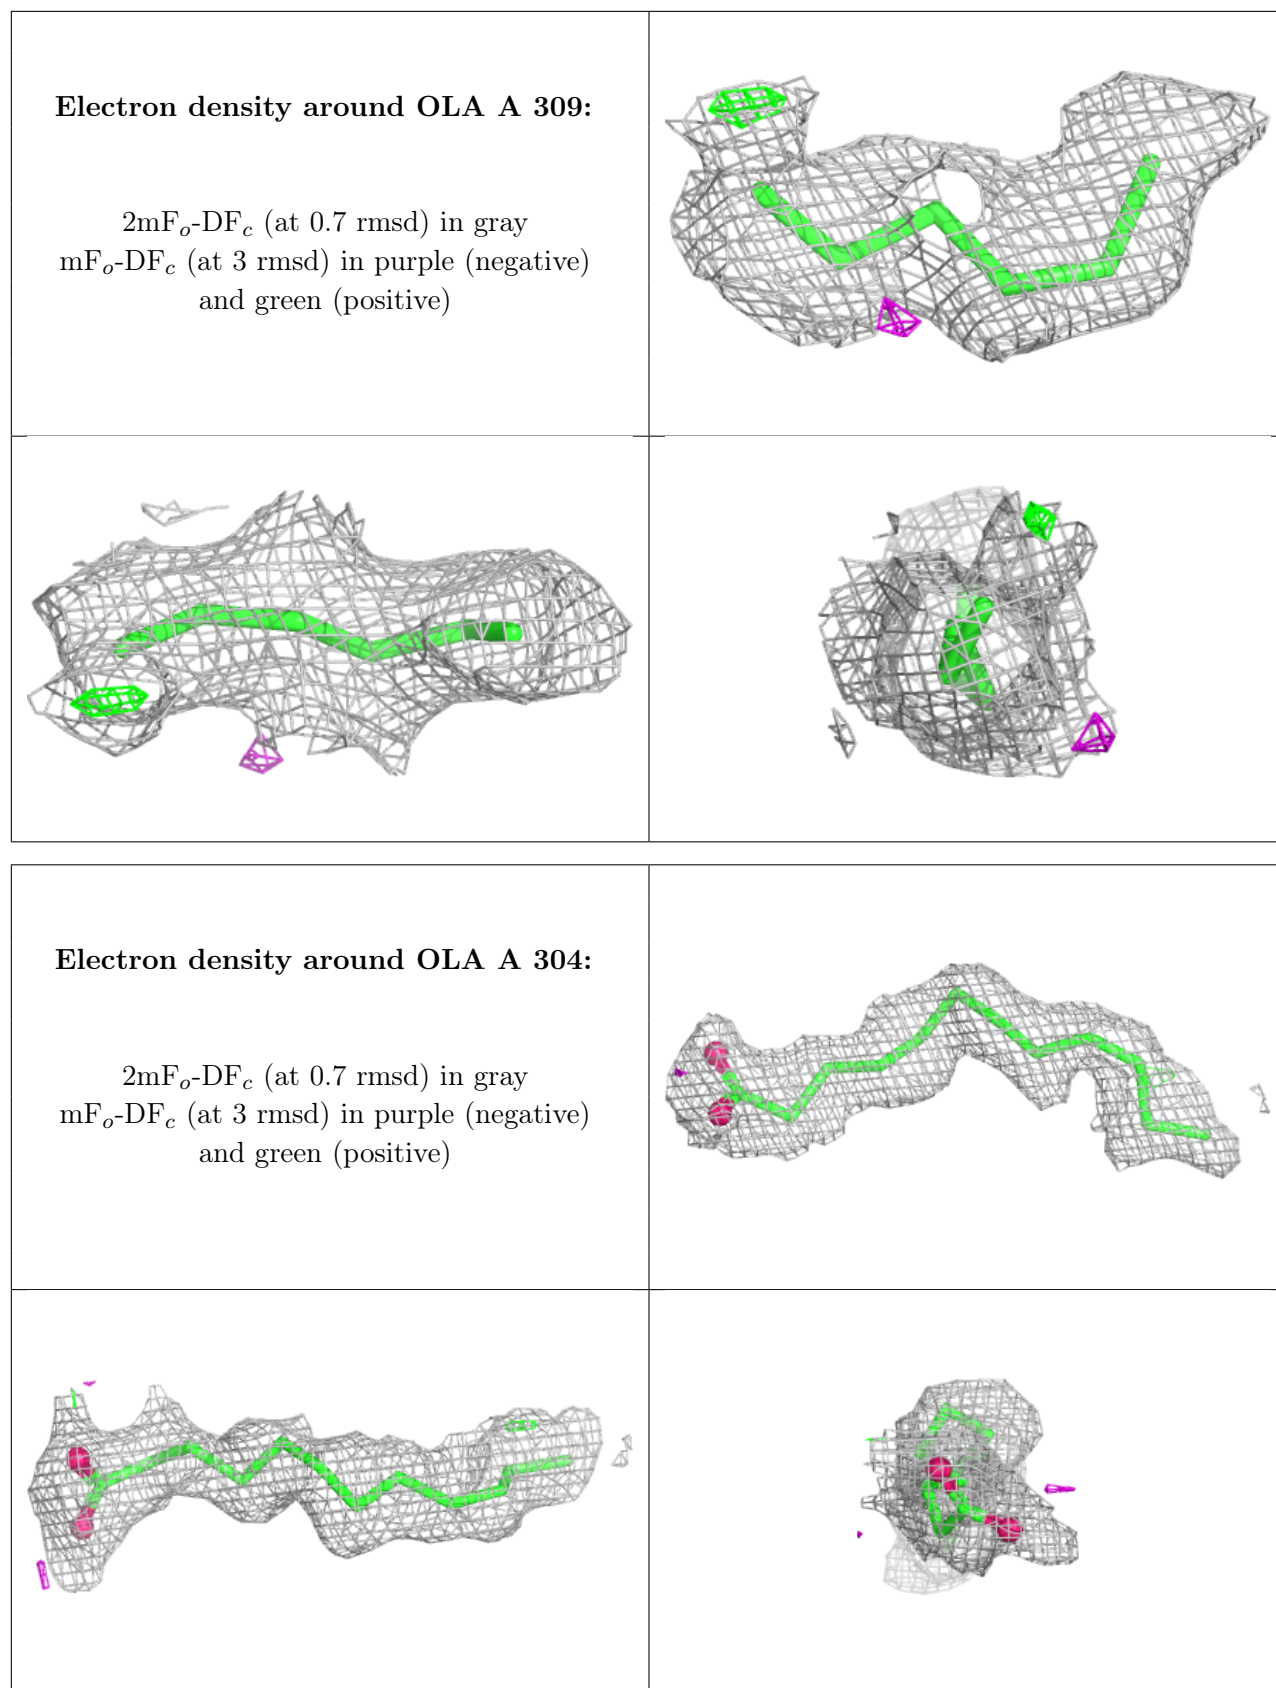 Electron density around OLA A 309:
2mFₒ-DF𝒸 (at 0.7 rmsd) in gray
mFₒ-DF𝒸 (at 3 rmsd) in purple (negative)
and green (positive)
Electron density around OLA A 304:
2mFₒ-DF𝒸 (at 0.7 rmsd) in gray
mFₒ-DF𝒸 (at 3 rmsd) in purple (negative)
and green (positive)